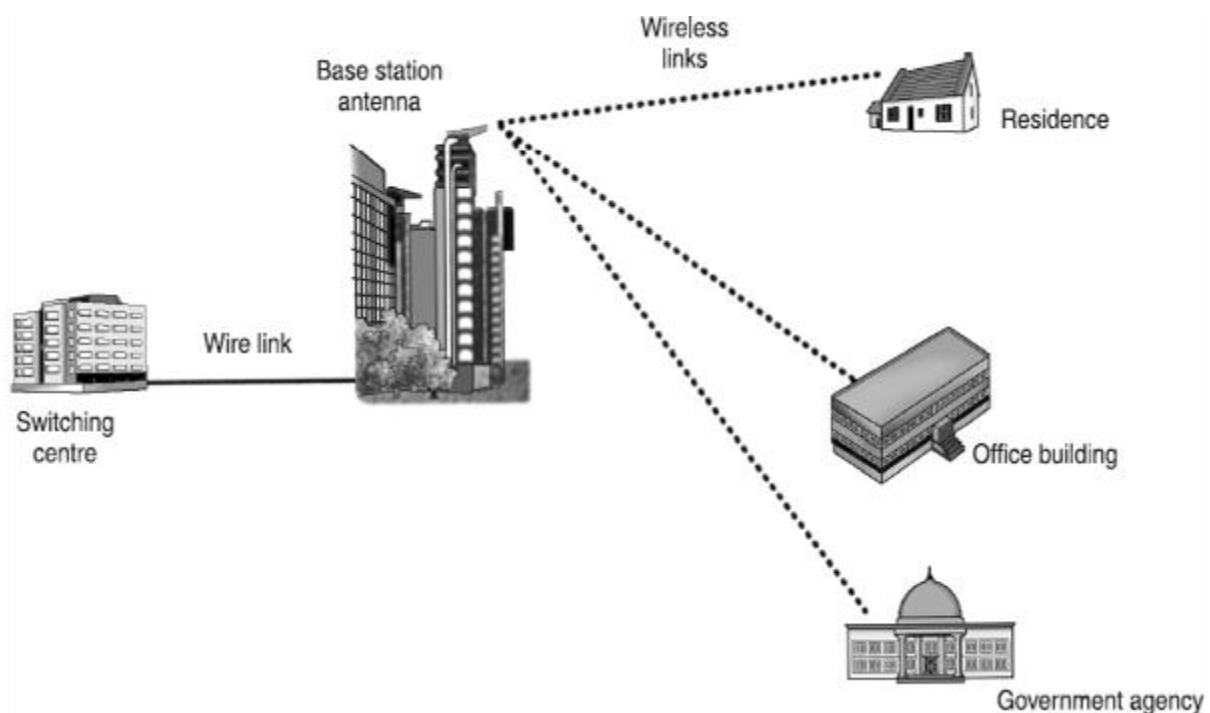 Wireless
links
Base station
antenna
Residence
Wire link
Switching
centre
Office building
Government agency